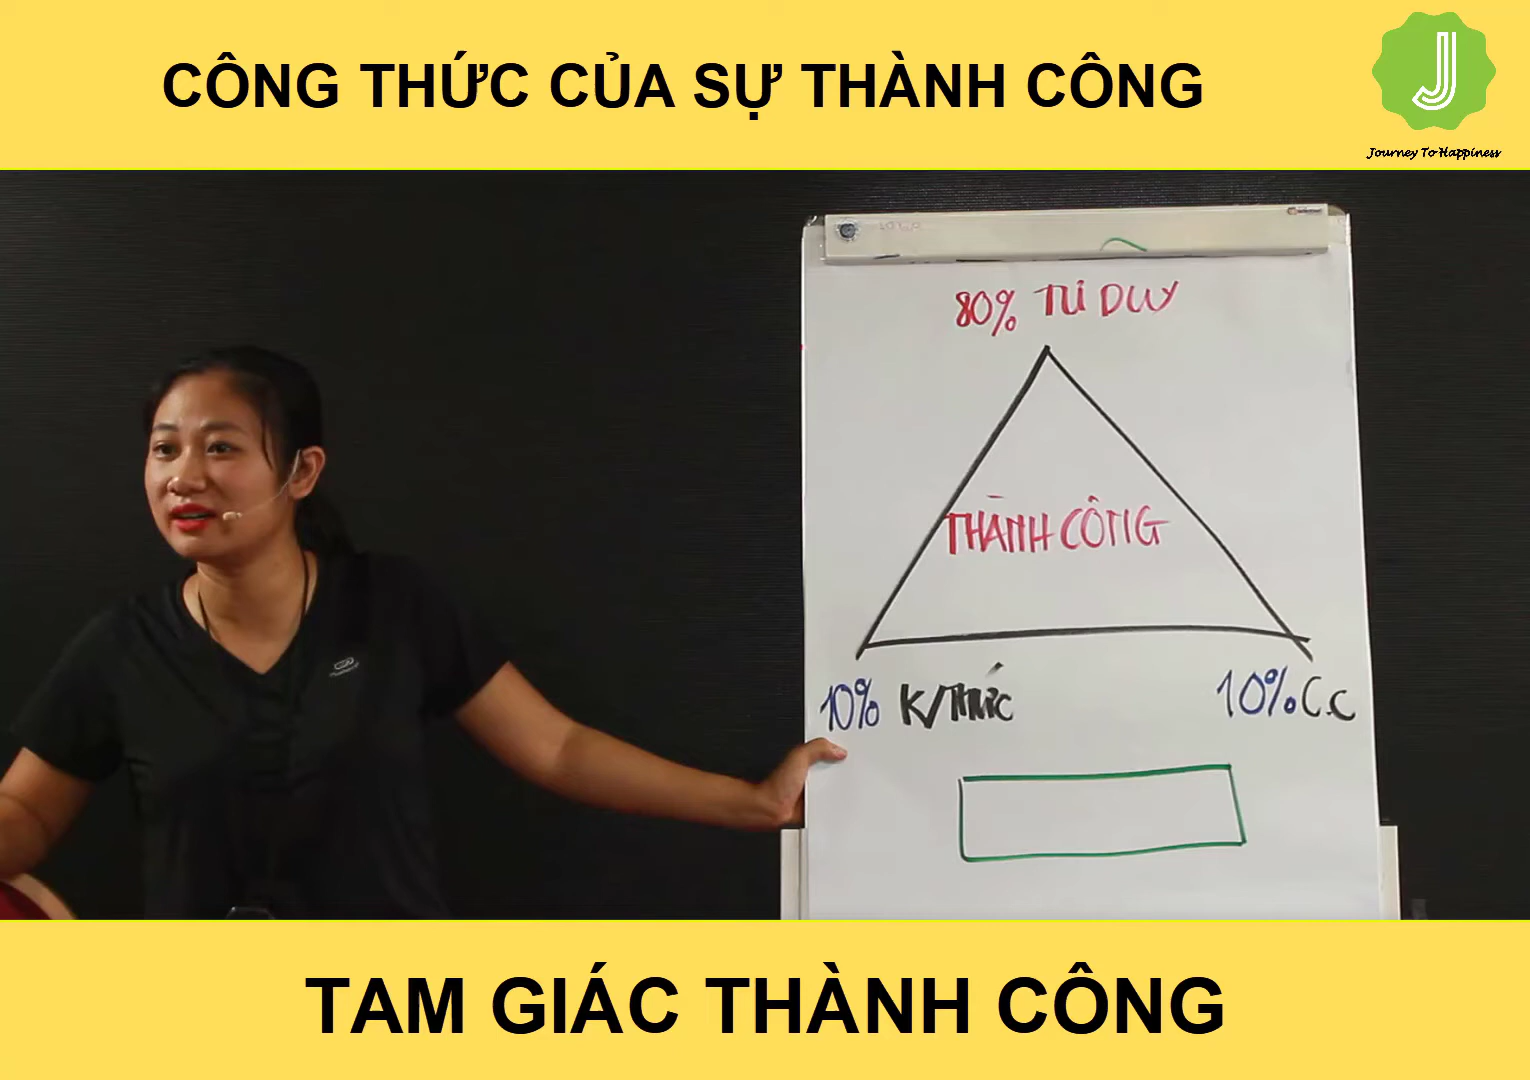 CÔNG THỨC CỦA SỰ THÀNH CÔNG
J
Journey To Happiness
80% TƯ DUY
THÀNH CÔNG
10% K/THỨC
10% C.C
TAM GIÁC THÀNH CÔNG